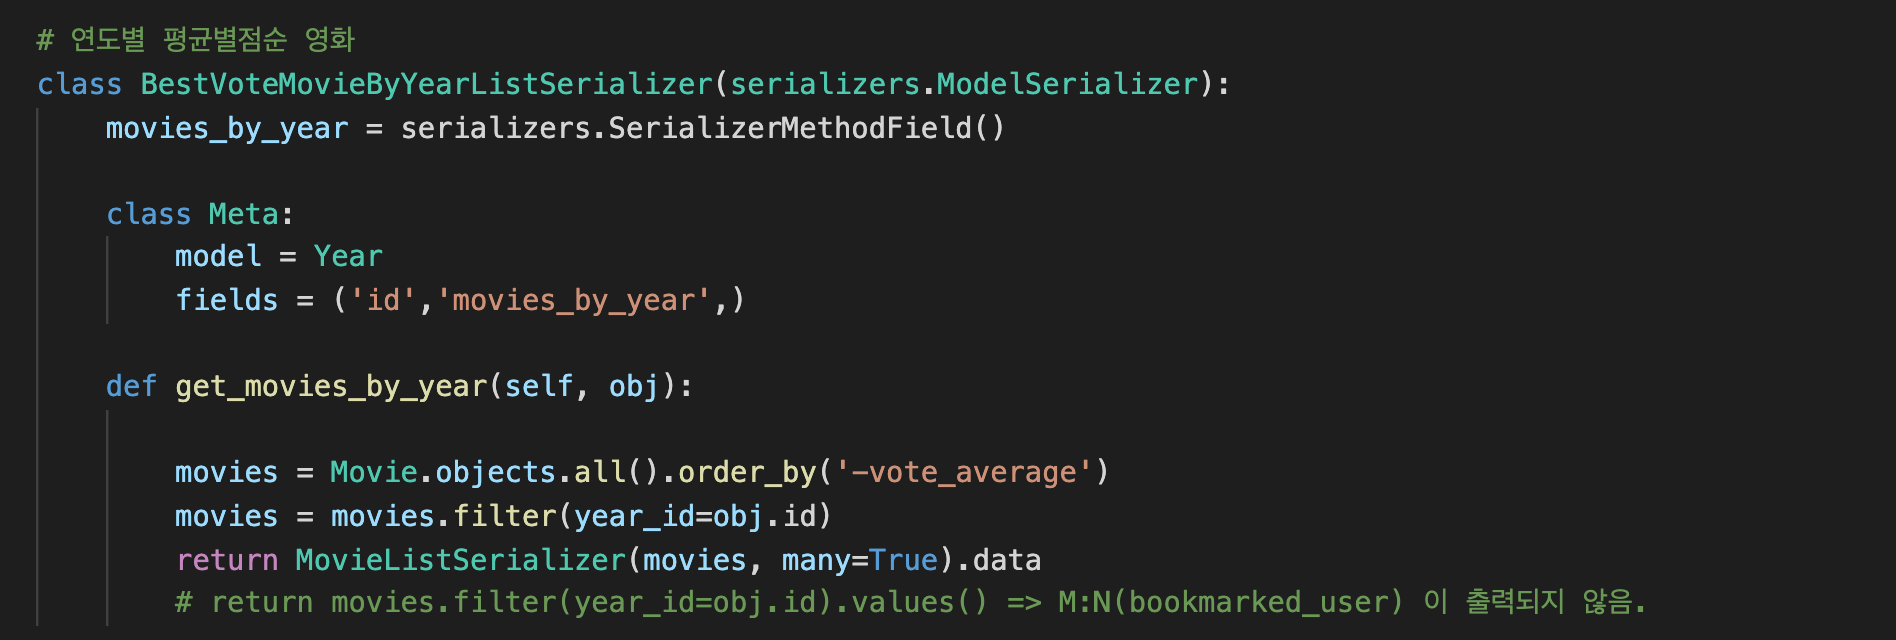 # 연도별 평균별점순 영화
class BestVoteMovieByYearListSerializer(serializers.ModelSerializer):
    movies_by_year = serializers.SerializerMethodField()

    class Meta:
        model = Year
        fields = ('id','movies_by_year',)

    def get_movies_by_year(self, obj):

        movies = Movie.objects.all().order_by('-vote_average')
        movies = movies.filter(year_id=obj.id)
        return MovieListSerializer(movies, many=True).data
        # return movies.filter(year_id=obj.id).values() => M:N(bookmarked_user) 이 출력되지 않음.